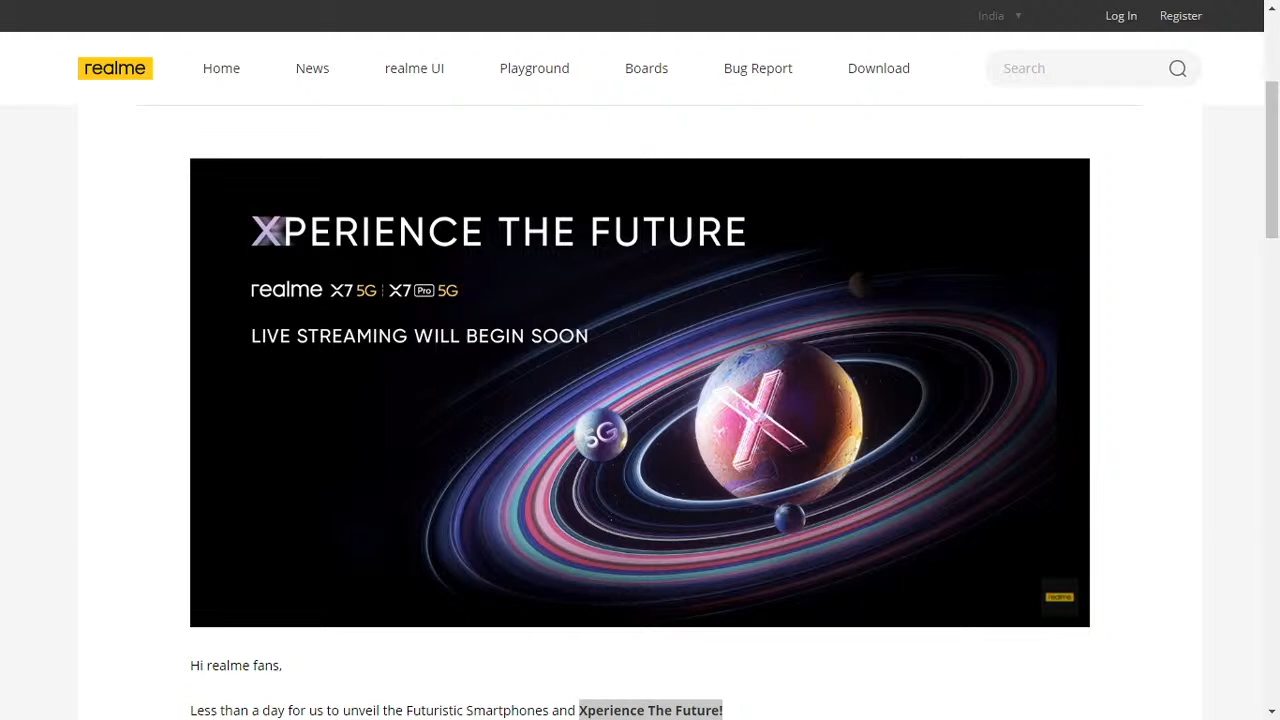 India ▼ Log In Register
realme Home News realme UI Playground Boards Bug Report Download Search
XPERIENCE THE FUTURE
realme X7 5G | X7 Pro 5G
LIVE STREAMING WILL BEGIN SOON
X
5G
realme
Hi realme fans,
Less than a day for us to unveil the Futuristic Smartphones and Xperience The Future!